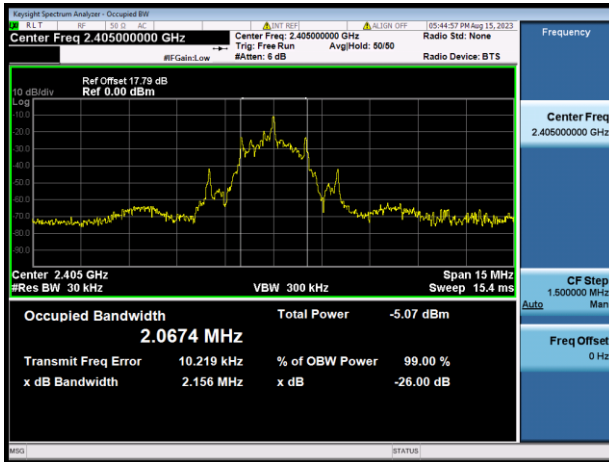 Keysight Spectrum Analyzer - Occupied BW
RLT RF 50 Ω AC INT REF ALIGN OFF 05:44:57 PM Aug 15, 2023
Center Freq 2.405000000 GHz
Center Freq: 2.405000000 GHz Radio Std: None
Trig: Free Run Avg|Hold: 50/50
#IFGain:Low #Atten: 6 dB Radio Device: BTS
Frequency
Ref Offset 17.79 dB
10 dB/div Ref 0.00 dBm
Log
-10.0
-20.0
-30.0
-40.0
-50.0
-60.0
-70.0
-80.0
-90.0
Center 2.405 GHz Span 15 MHz
#Res BW 30 kHz VBW 300 kHz Sweep 15.4 ms
Occupied Bandwidth Total Power -5.07 dBm
2.0674 MHz
Transmit Freq Error 10.219 kHz % of OBW Power 99.00 %
x dB Bandwidth 2.156 MHz x dB -26.00 dB
Center Freq
2.405000000 GHz
CF Step
1.500000 MHz
Auto Man
Freq Offset
0 Hz
MSG STATUS